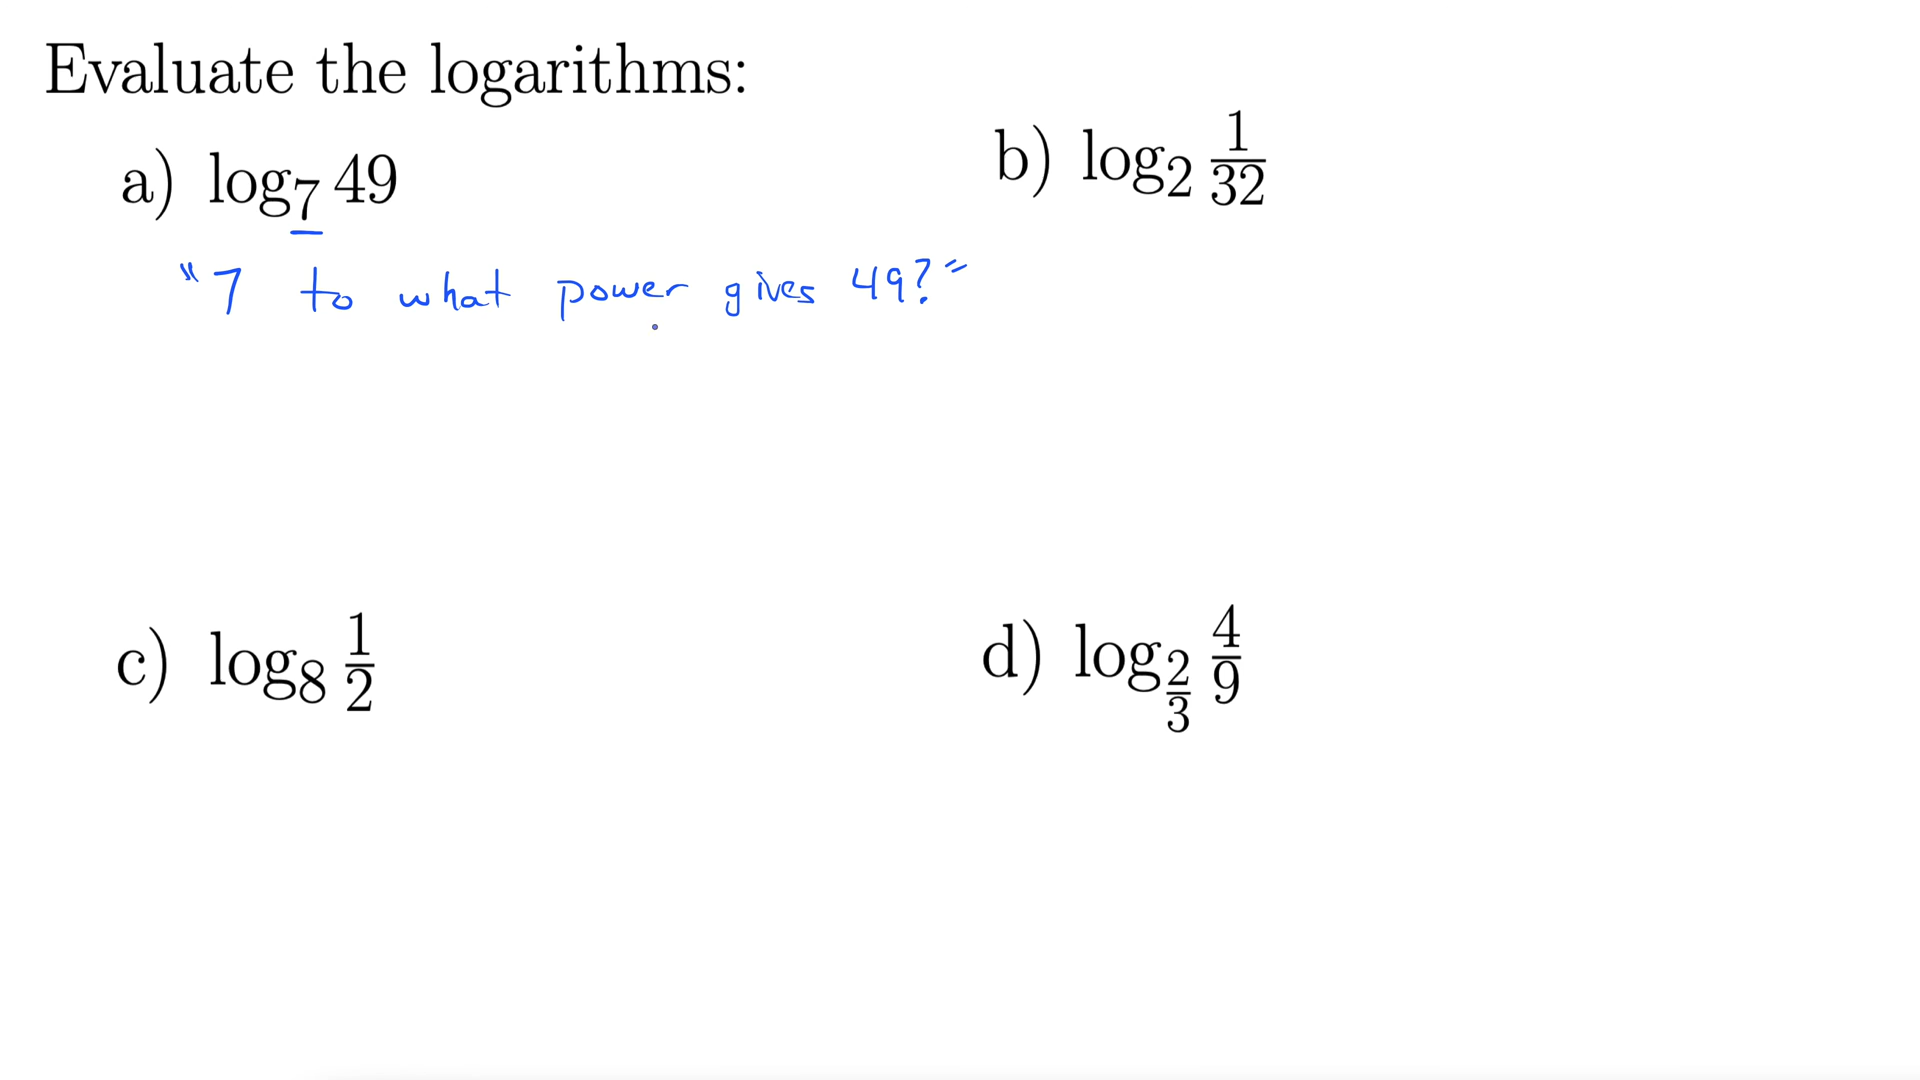 Evaluate the logarithms:
a) log₇ 49
"7 to what power gives 49?"
b) log₂ 1/32
c) log₈ 1/2
d) log_(2/3) 4/9